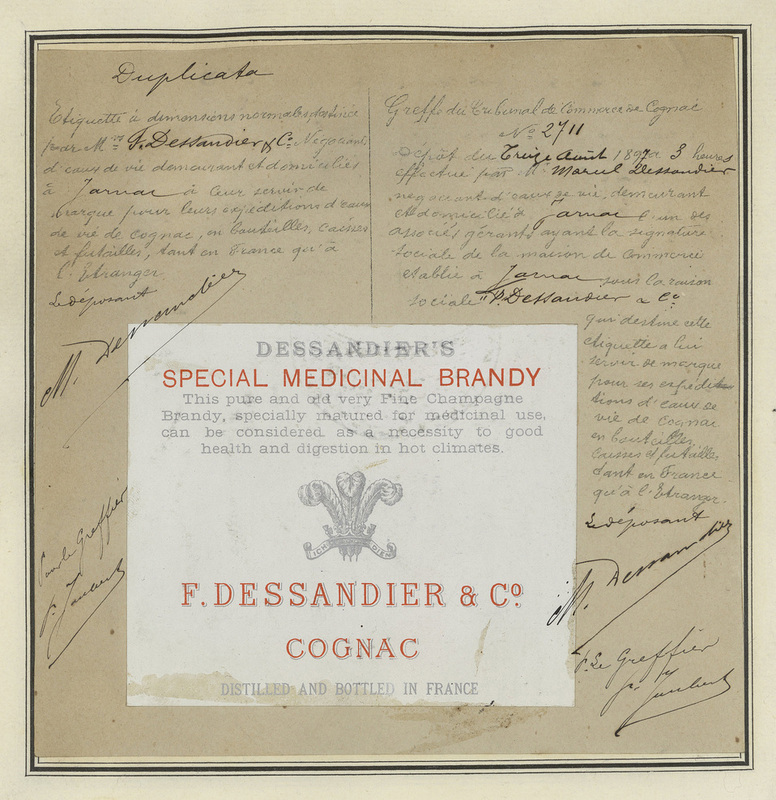 Duplicata
Etiquette à dimensions normales destinée
par M.rs F. Dessandier & Co Négociants
d'eaux de vie demeurant et domiciliés
à Jarnac à leur servir de
marque pour leurs expéditions d'eaux
de vie de cognac, en bouteilles, caisses
et futailles, tant en France qu'à
l'Etranger.
Le déposant
M. Dessandier
Pour le Greffier
P. Jaubert
Greffe du Tribunal de Commerce de Cognac
No 2711
Dépôt du treize Août 1897 à 3 heures
effectué par M. Marcel Dessandier
négociant d'eaux de vie, demeurant
et domicilié à Jarnac l'un des
associés gérants ayant la signature
sociale de la maison de commerce
établie à Jarnac sous la raison
sociale "F. Dessandier & Co.
qui destine cette
étiquette à lui
servir de marque
pour ses expédi-
tions d'eaux de
vie de cognac
en bouteilles,
caisses et futailles
tant en France
qu'à l'Etranger.
Le déposant
M. Dessandier
P. Le Greffier
P. Jaubert
DESSANDIER'S
SPECIAL MEDICINAL BRANDY
This pure and old very Fine Champagne
Brandy, specially matured for medicinal use,
can be considered as a necessity to good
health and digestion in hot climates.
ICH DIEN
F. DESSANDIER & Co
COGNAC
DISTILLED AND BOTTLED IN FRANCE